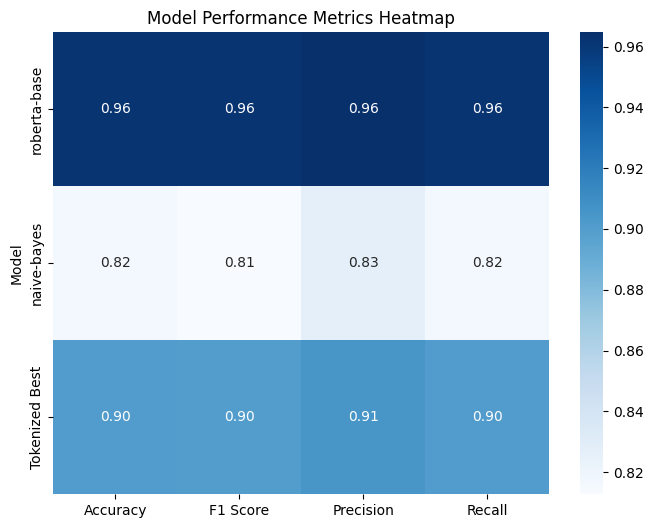 Model Performance Metrics Heatmap
Model
roberta-base
0.96 0.96 0.96 0.96
naive-bayes
0.82 0.81 0.83 0.82
Tokenized Best
0.90 0.90 0.91 0.90
Accuracy F1 Score Precision Recall
0.96
0.94
0.92
0.90
0.88
0.86
0.84
0.82